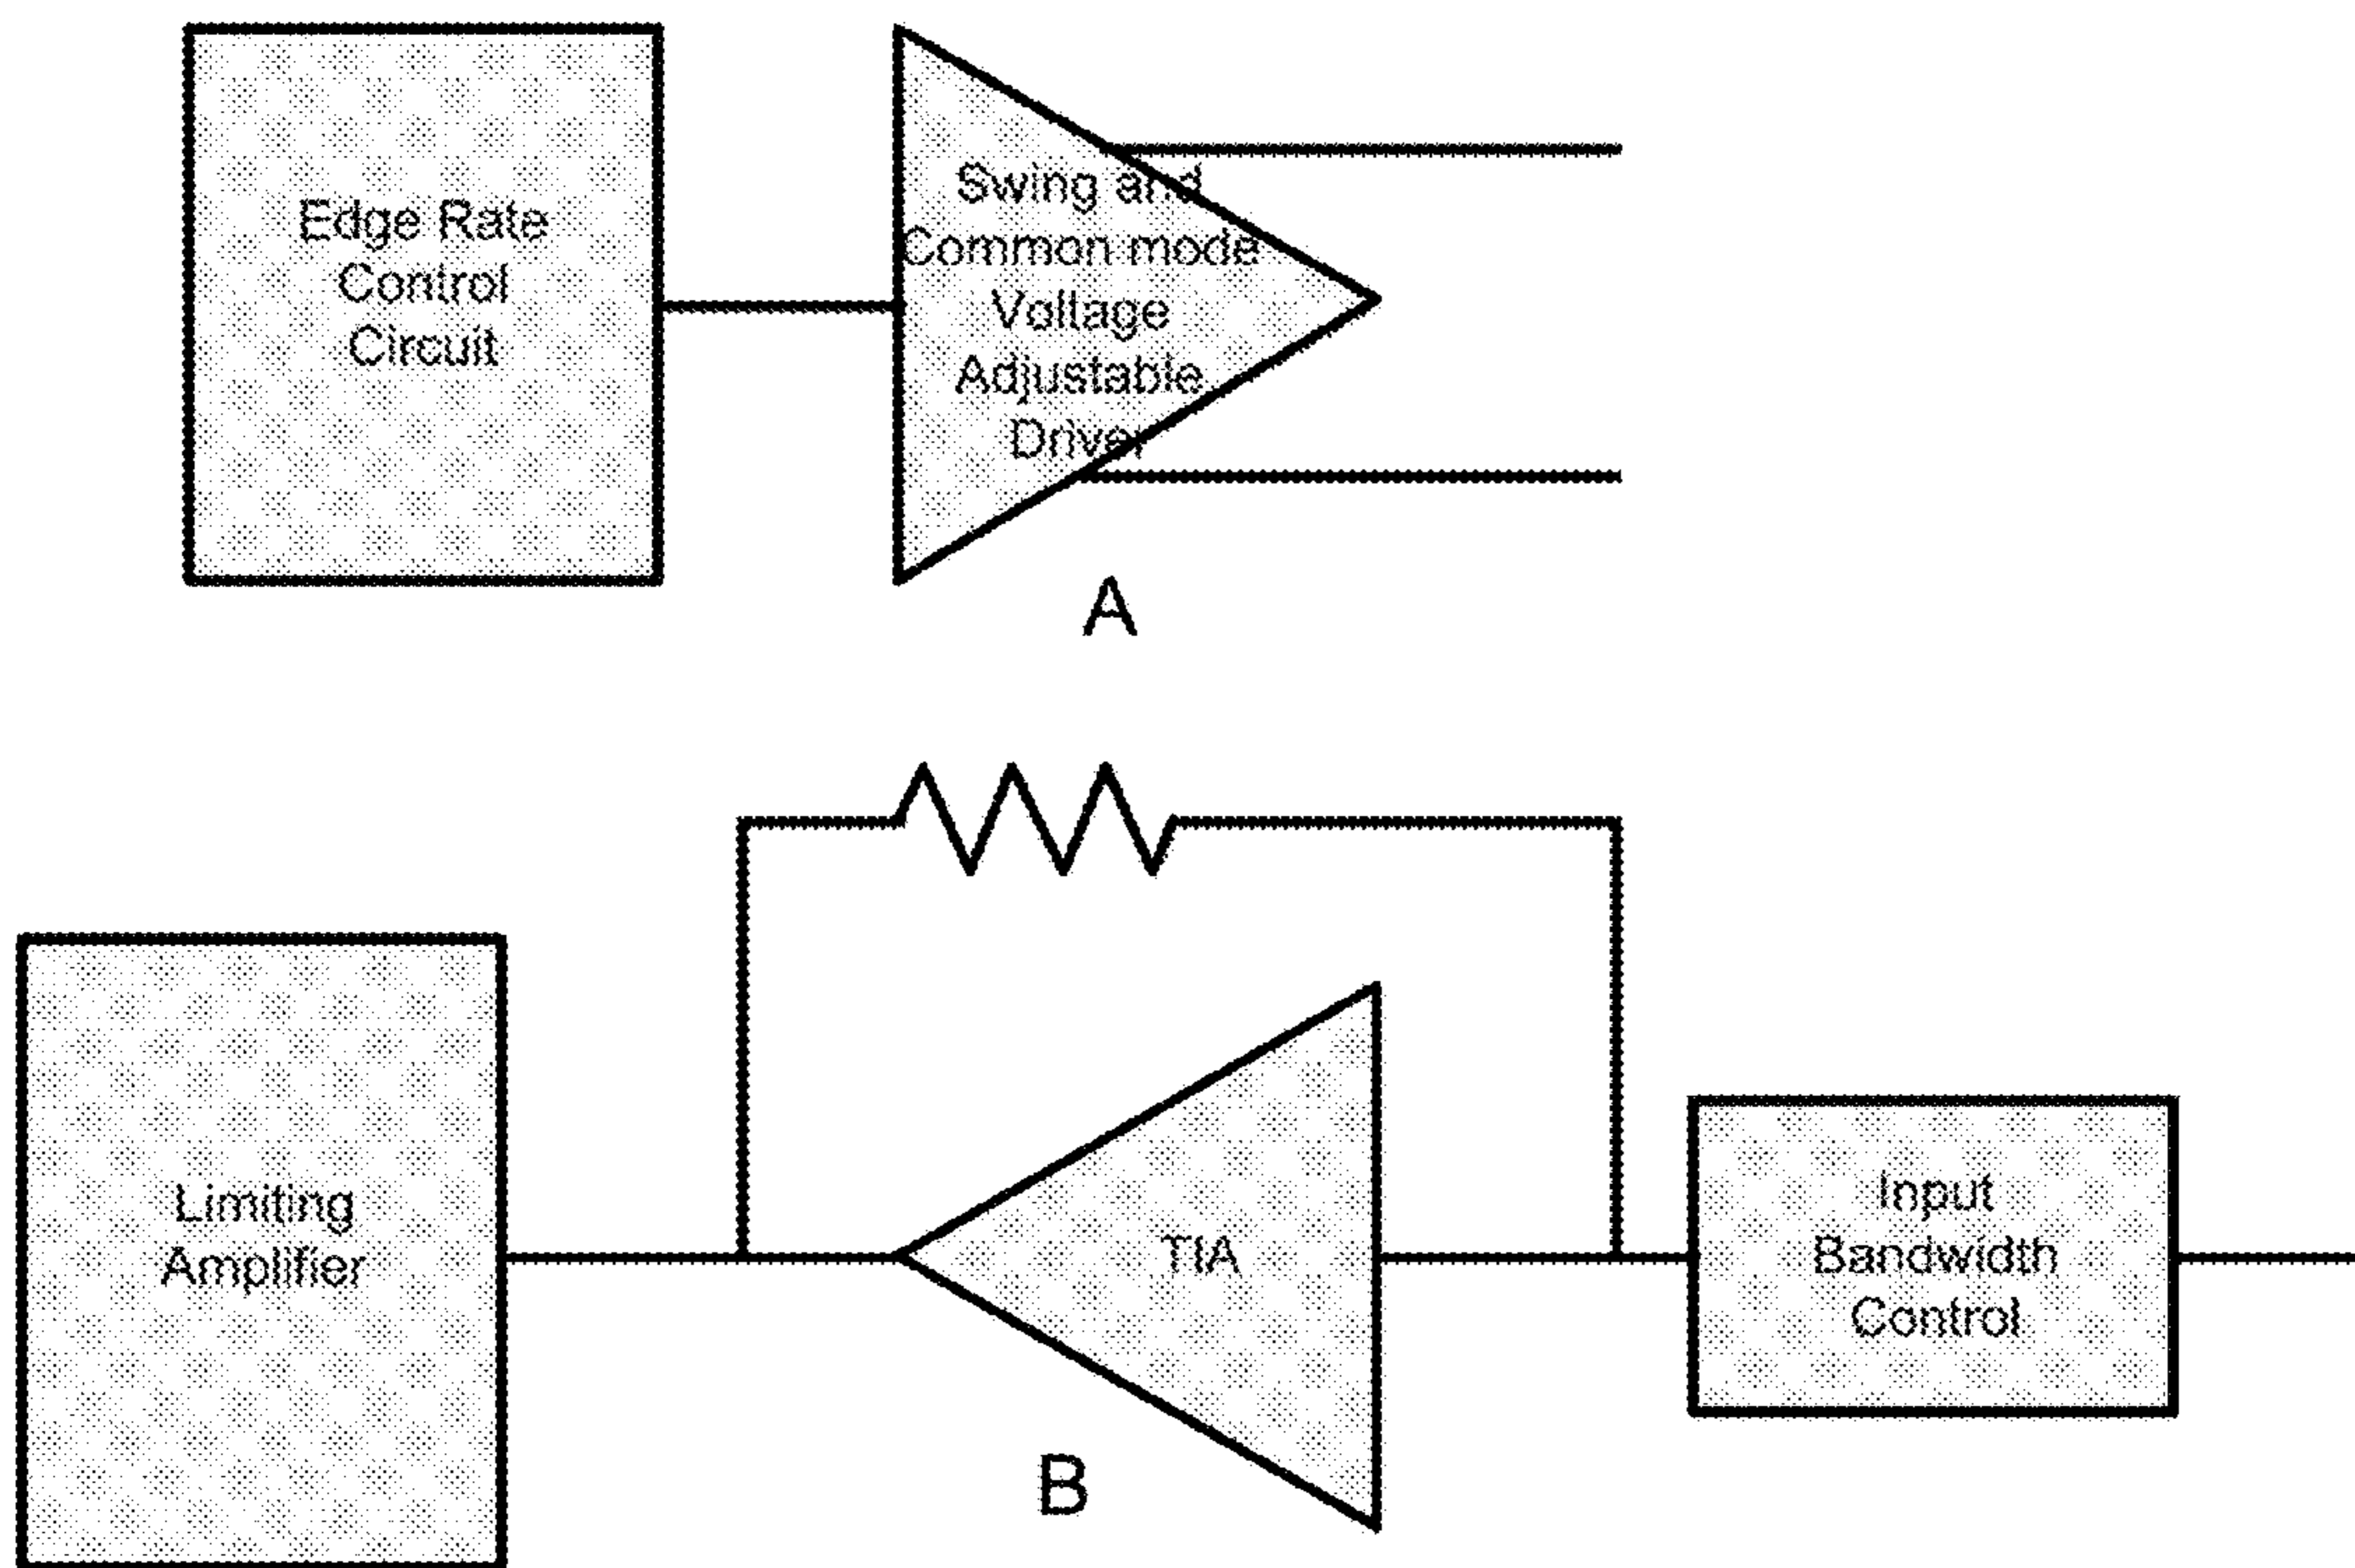 Edge Rate
Control
Circuit
Swing and
Common mode
Voltage
Adjustable
Driver
A
Limiting
Amplifier
TIA
Input
Bandwidth
Control
B